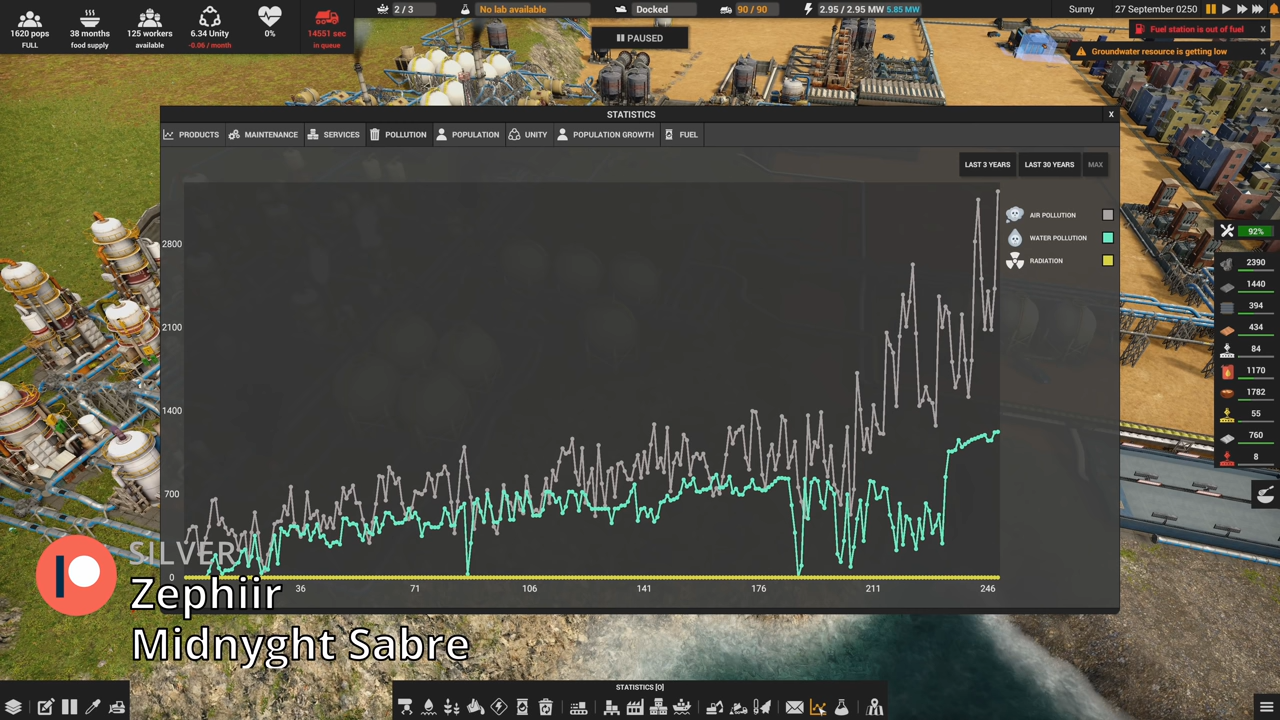 2 / 3
No lab available
Docked
90 / 90
2.95 / 2.95 MW 5.85 MW
Sunny
27 September 0250
1620 pops
FULL
38 months
food supply
125 workers
available
6.34 Unity
-0.06 / month
0%
14551 sec
in queue
PAUSED
Fuel station is out of fuel X
Groundwater resource is getting low X
STATISTICS
X
PRODUCTS
MAINTENANCE
SERVICES
POLLUTION
POPULATION
UNITY
POPULATION GROWTH
FUEL
LAST 3 YEARS
LAST 30 YEARS
MAX
AIR POLLUTION
WATER POLLUTION
RADIATION
2800
2100
1400
700
0
36
71
106
141
176
211
246
92%
2390
1440
394
434
84
1170
1782
55
760
8
SILVER
Zephiir
Midnyght Sabre
STATISTICS [O]